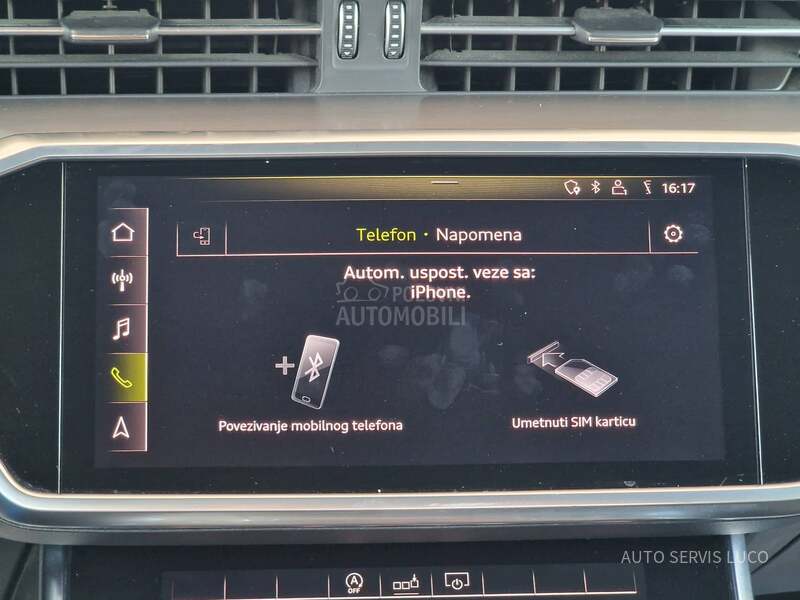 16:17
Telefon · Napomena
Autom. uspost. veze sa:
iPhone.
POLOVNI
AUTOMOBILI
Povezivanje mobilnog telefona
Umetnuti SIM karticu
AUTO SERVIS LUCO
A
OFF